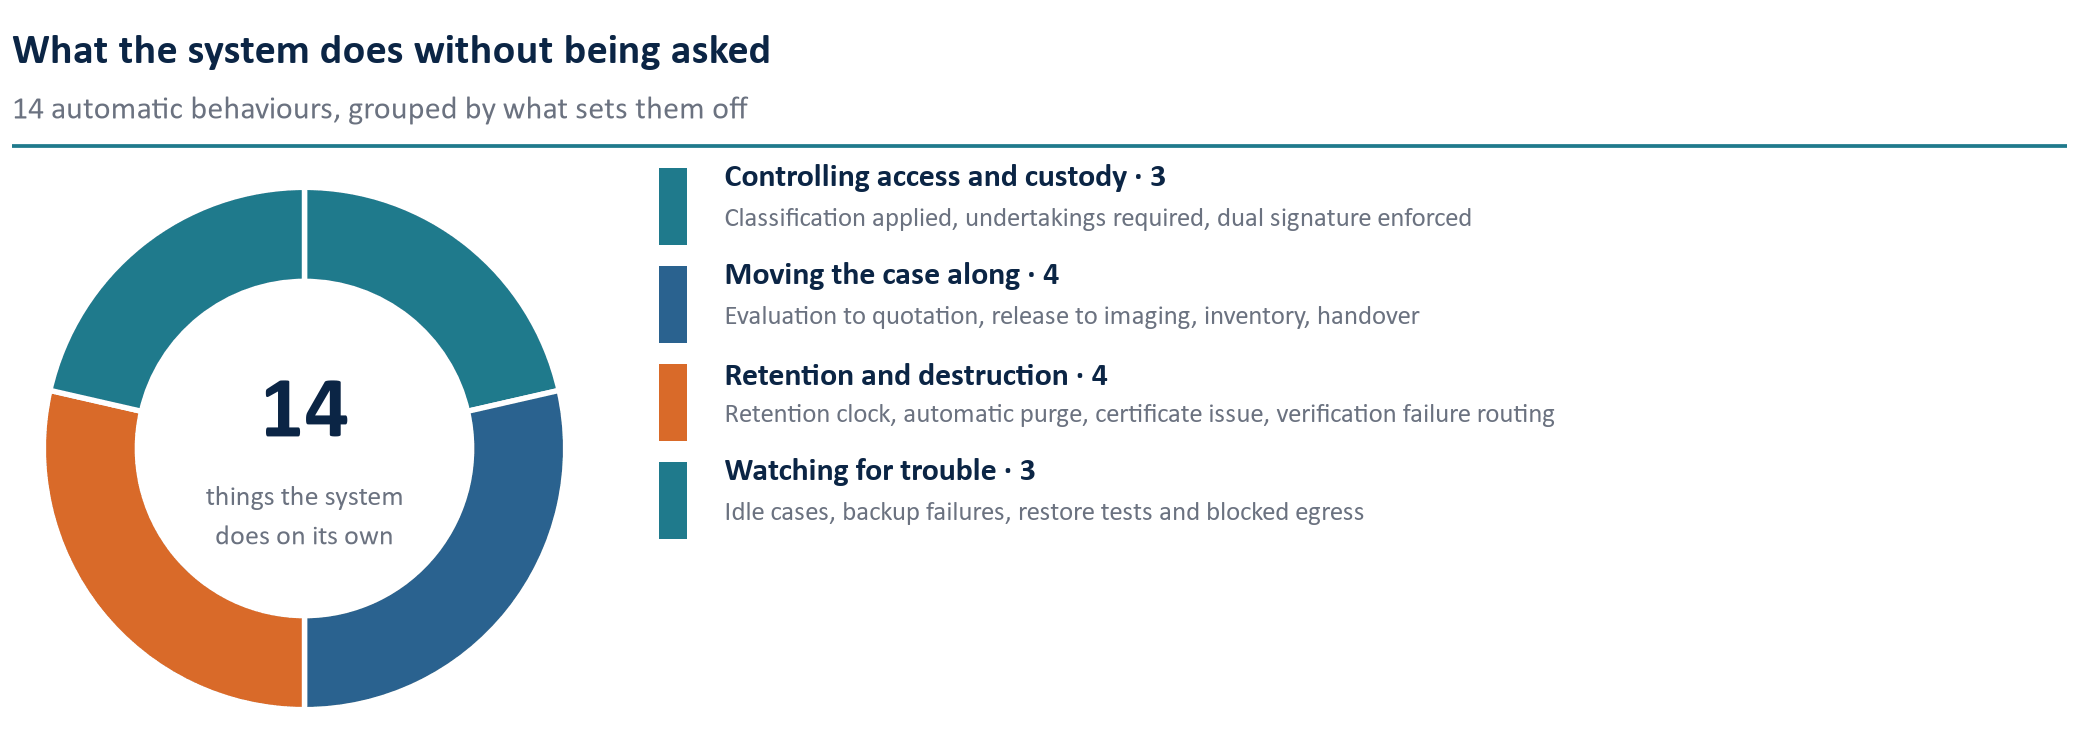 What the system does without being asked
14 automatic behaviours, grouped by what sets them off
14
things the system
does on its own
Controlling access and custody · 3
Classification applied, undertakings required, dual signature enforced
Moving the case along · 4
Evaluation to quotation, release to imaging, inventory, handover
Retention and destruction · 4
Retention clock, automatic purge, certificate issue, verification failure routing
Watching for trouble · 3
Idle cases, backup failures, restore tests and blocked egress